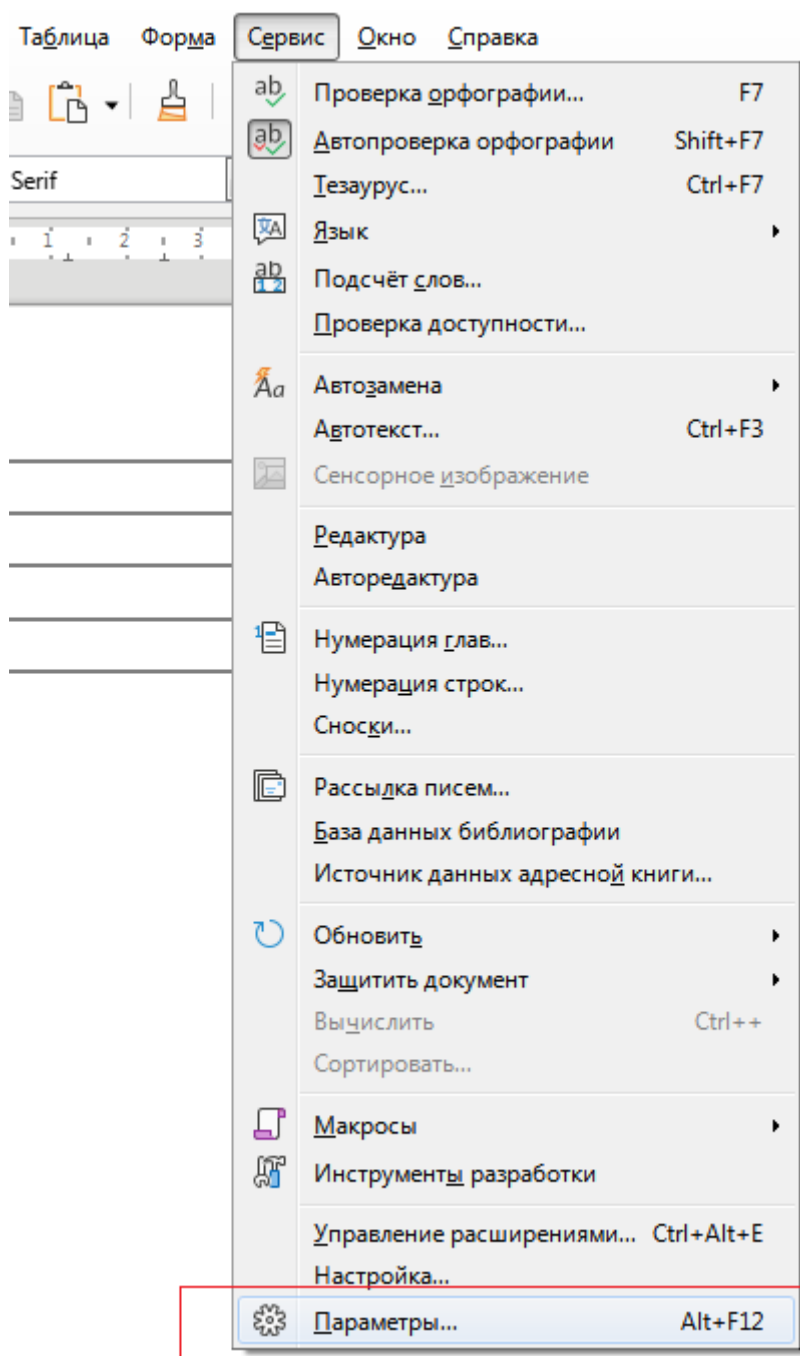 Таблица Форма Сервис Окно Справка
Проверка орфографии... F7
Автопроверка орфографии Shift+F7
Serif
Тезаурус... Ctrl+F7
1 2 3
Язык
Подсчёт слов...
Проверка доступности...
Автозамена
Автотекст... Ctrl+F3
Сенсорное изображение
Редактура
Авторедактура
Нумерация глав...
Нумерация строк...
Сноски...
Рассылка писем...
База данных библиографии
Источник данных адресной книги...
Обновить
Защитить документ
Вычислить Ctrl++
Сортировать...
Макросы
Инструменты разработки
Управление расширениями... Ctrl+Alt+E
Настройка...
Параметры... Alt+F12